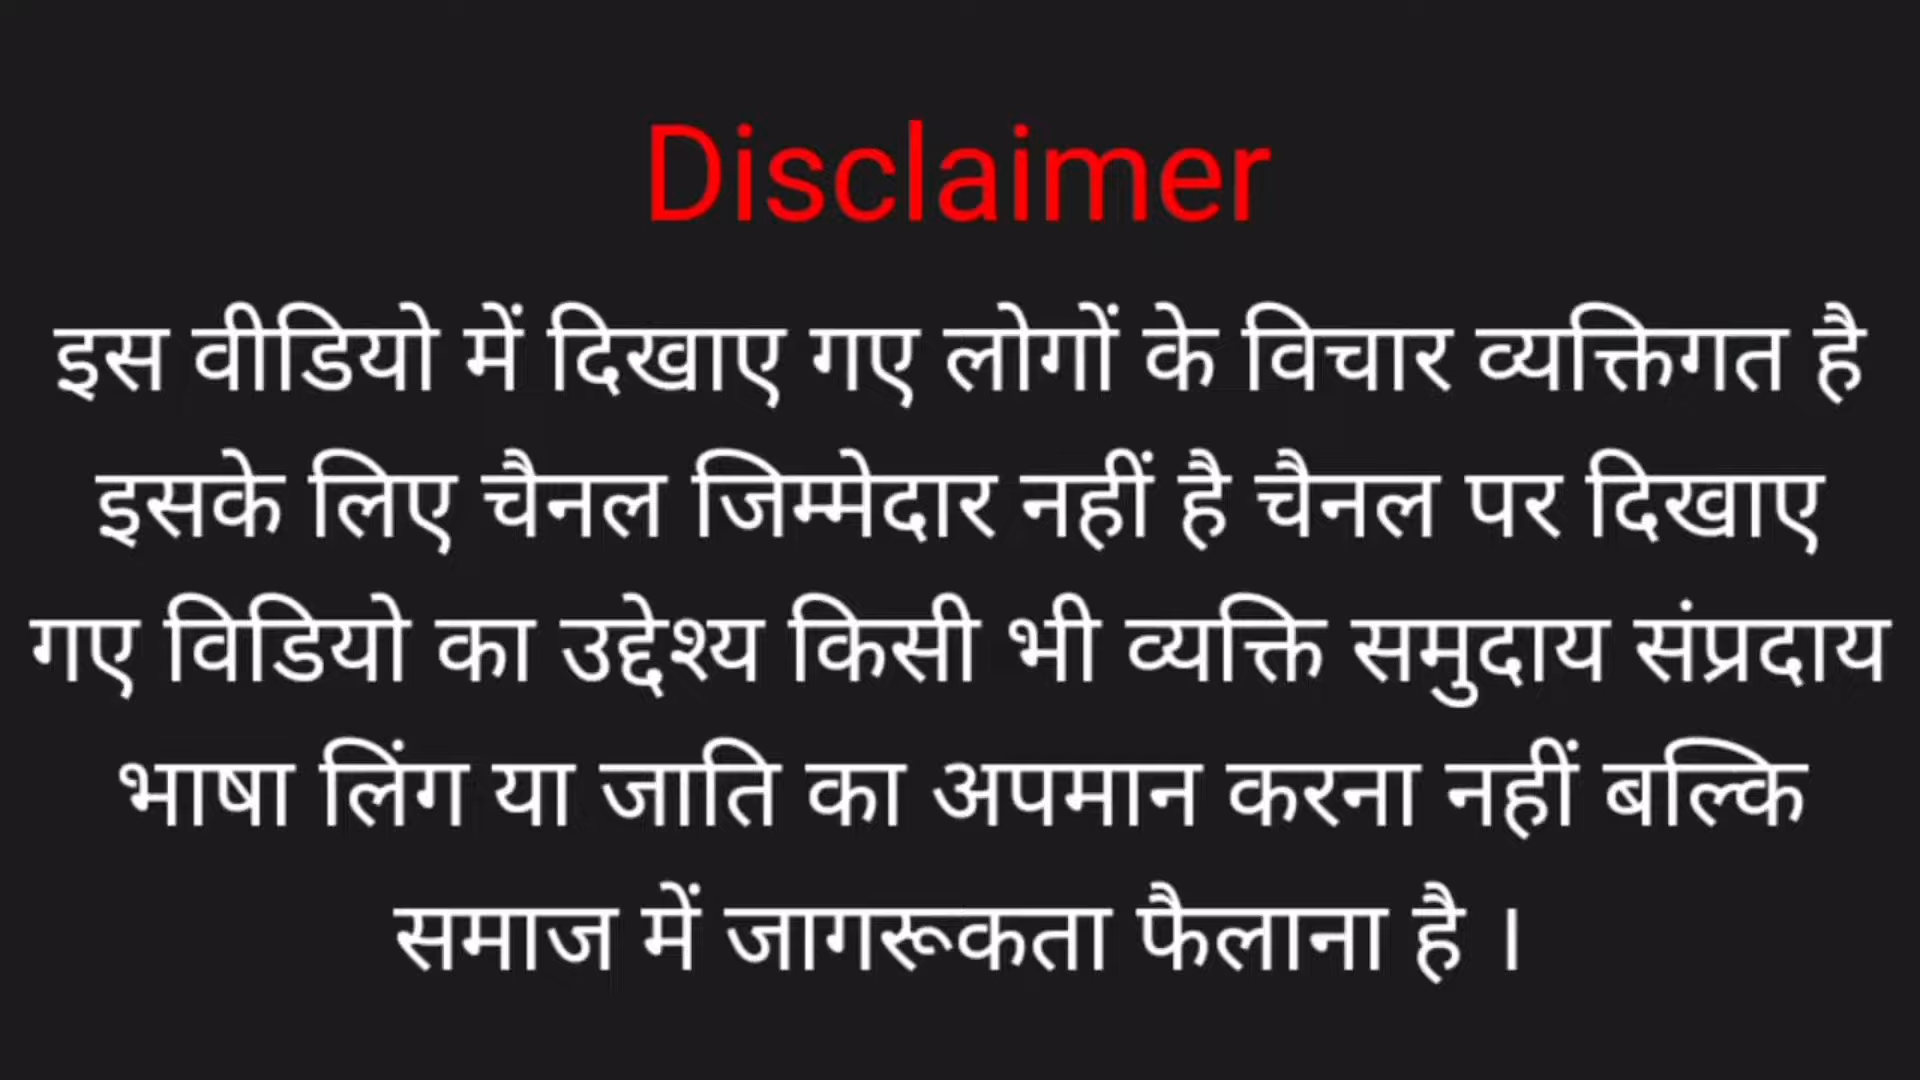 Disclaimer
इस वीडियो में दिखाए गए लोगों के विचार व्यक्तिगत है
इसके लिए चैनल जिम्मेदार नहीं है चैनल पर दिखाए
गए विडियो का उद्देश्य किसी भी व्यक्ति समुदाय संप्रदाय
भाषा लिंग या जाति का अपमान करना नहीं बल्कि
समाज में जागरूकता फैलाना है ।